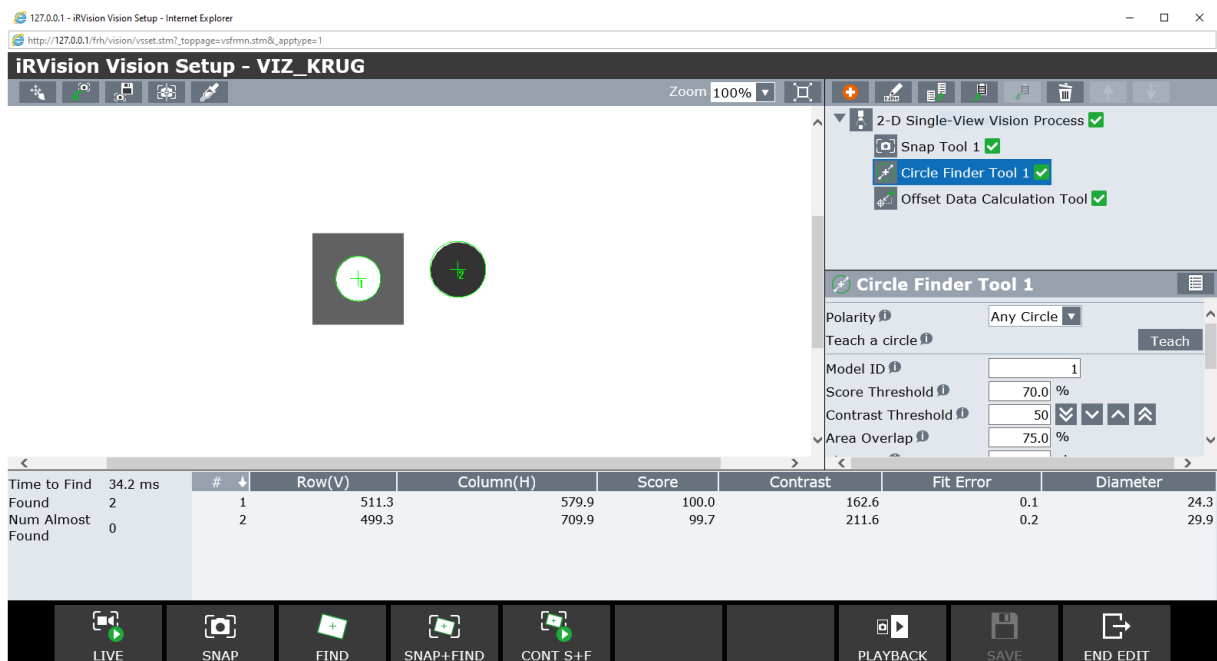 127.0.0.1 - iRVision Vision Setup - Internet Explorer
http://127.0.0.1/frh/vision/vsset.stm?_toppage=vsfrmn.stm&_apptype=1
iRVision Vision Setup - VIZ_KRUG
Zoom 100%
2-D Single-View Vision Process
Snap Tool 1
Circle Finder Tool 1
Offset Data Calculation Tool
1
2
Circle Finder Tool 1
Polarity Any Circle
Teach a circle Teach
Model ID 1
Score Threshold 70.0 %
Contrast Threshold 50
Area Overlap 75.0 %
Time to Find 34.2 ms
Found 2
Num Almost Found 0
# Row(V) Column(H) Score Contrast Fit Error Diameter
1 511.3 579.9 100.0 162.6 0.1 24.3
2 499.3 709.9 99.7 211.6 0.2 29.9
LIVE SNAP FIND SNAP+FIND CONT S+F PLAYBACK SAVE END EDIT